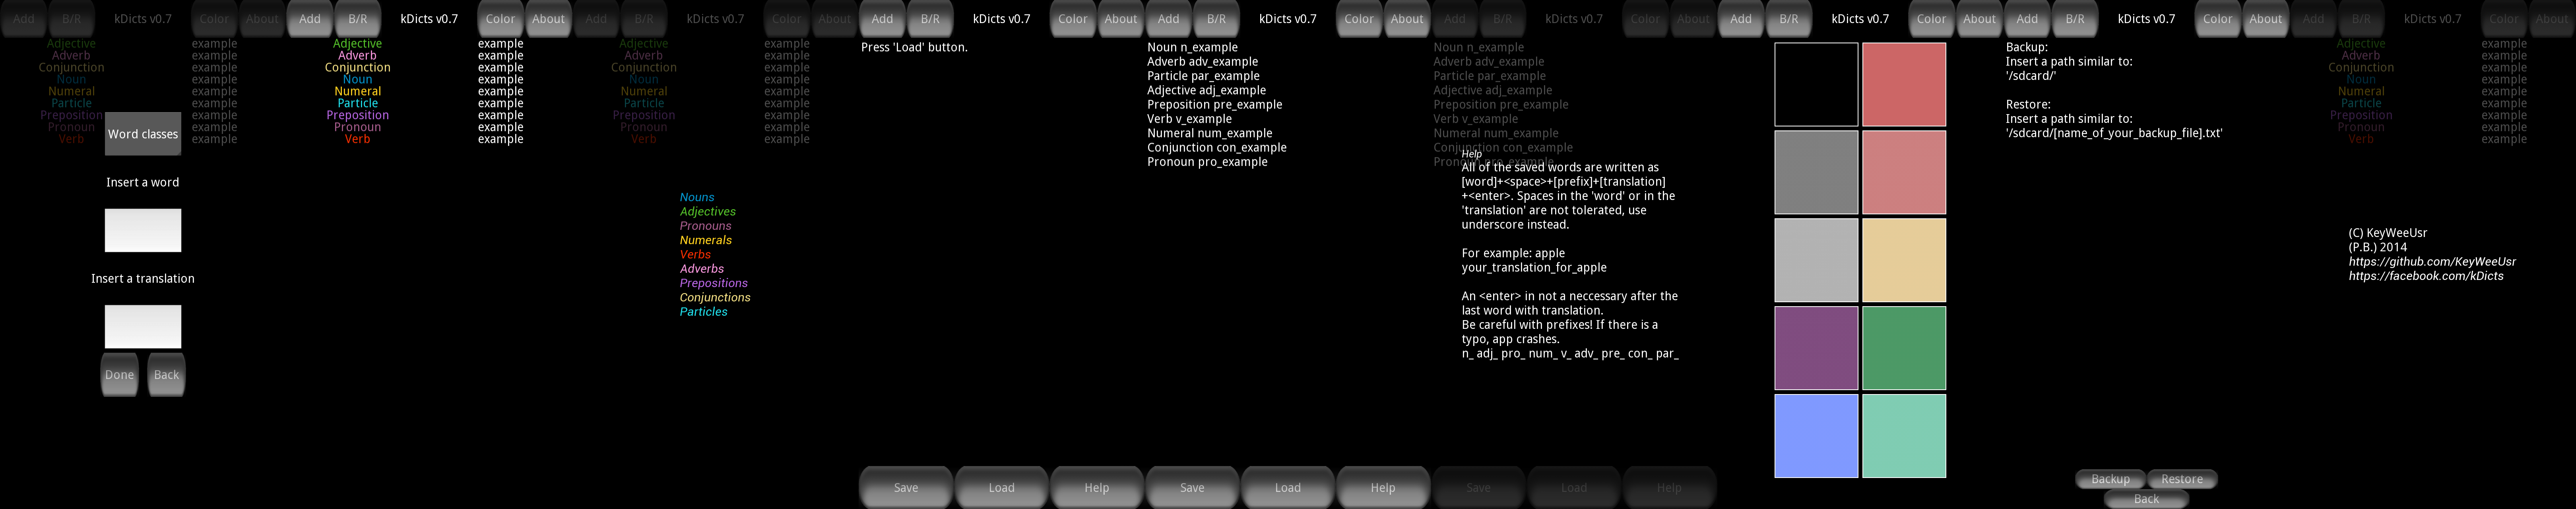 Add B/R kDicts v0.7 Color About
Adjective example
Adverb example
Conjunction example
Noun example
Numeral example
Particle example
Preposition example
Pronoun example
Verb example
Word classes
Insert a word
Insert a translation
Done Back
Add B/R kDicts v0.7 Color About
Adjective example
Adverb example
Conjunction example
Noun example
Numeral example
Particle example
Preposition example
Pronoun example
Verb example
Add B/R kDicts v0.7 Color About
Adjective example
Adverb example
Conjunction example
Noun example
Numeral example
Particle example
Preposition example
Pronoun example
Verb example
Nouns
Adjectives
Pronouns
Numerals
Verbs
Adverbs
Prepositions
Conjunctions
Particles
Add B/R kDicts v0.7 Color About
Press 'Load' button.
Save Load Help
Add B/R kDicts v0.7 Color About
Noun n_example
Adverb adv_example
Particle par_example
Adjective adj_example
Preposition pre_example
Verb v_example
Numeral num_example
Conjunction con_example
Pronoun pro_example
Save Load Help
Add B/R kDicts v0.7 Color About
Noun n_example
Adverb adv_example
Particle par_example
Adjective adj_example
Preposition pre_example
Verb v_example
Numeral num_example
Conjunction con_example
Pronoun pro_example
Help
All of the saved words are written as
[word]+<space>+[prefix]+[translation]
+<enter>. Spaces in the 'word' or in the
'translation' are not tolerated, use
underscore instead.
For example: apple
your_translation_for_apple
An <enter> in not a neccessary after the
last word with translation.
Be careful with prefixes! If there is a
typo, app crashes.
n_ adj_ pro_ num_ v_ adv_ pre_ con_ par_
Save Load Help
Add B/R kDicts v0.7 Color About
Add B/R kDicts v0.7 Color About
Backup:
Insert a path similar to:
'/sdcard/'
Restore:
Insert a path similar to:
'/sdcard/[name_of_your_backup_file].txt'
Backup Restore
Back
Add B/R kDicts v0.7 Color About
Adjective example
Adverb example
Conjunction example
Noun example
Numeral example
Particle example
Preposition example
Pronoun example
Verb example
(C) KeyWeeUsr
(P.B.) 2014
https://github.com/KeyWeeUsr
https://facebook.com/kDicts